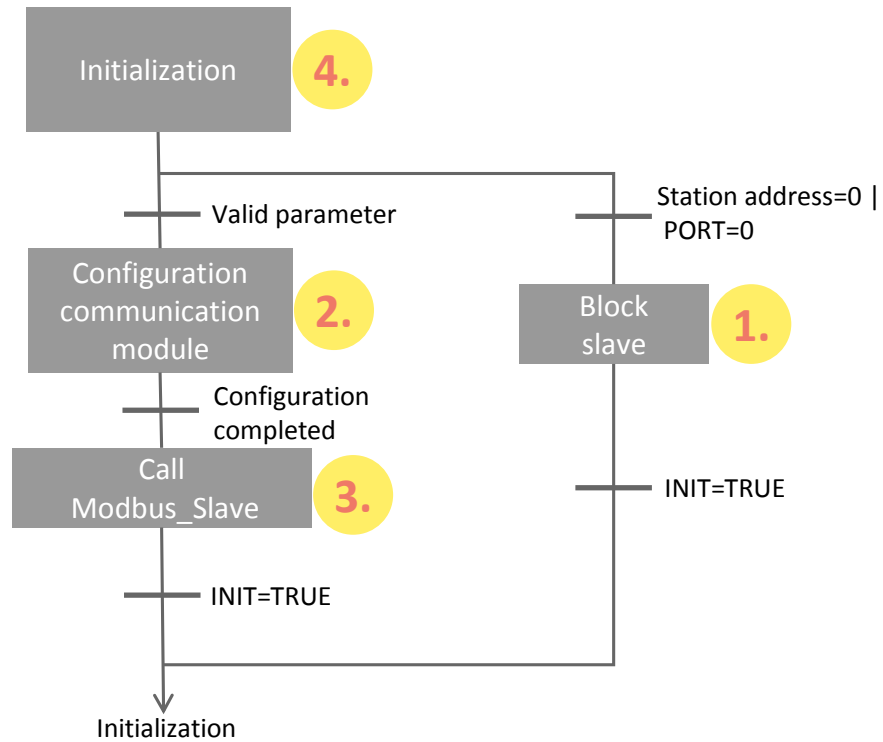 Initialization
4.
Valid parameter
Station address=0 |
PORT=0
Configuration
communication
module
2.
Block
slave
1.
Configuration
completed
Call
Modbus_Slave
3.
INIT=TRUE
INIT=TRUE
Initialization